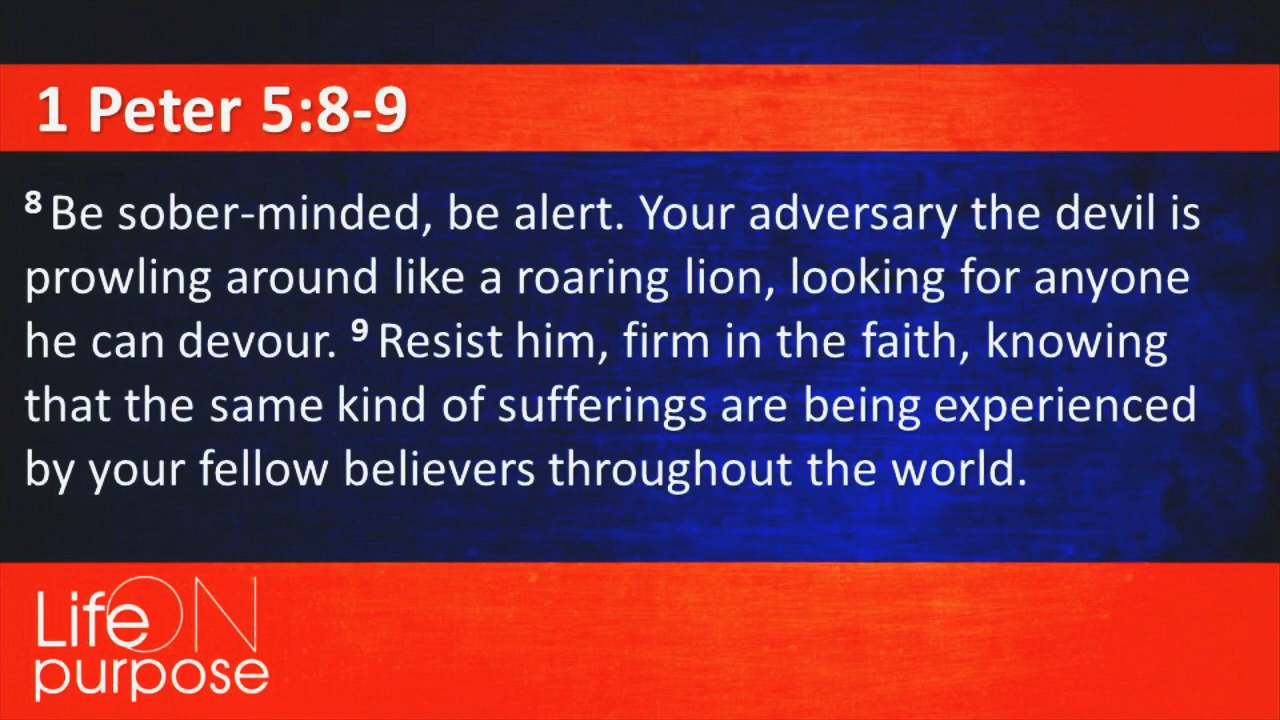 1 Peter 5:8-9
8 Be sober-minded, be alert. Your adversary the devil is
prowling around like a roaring lion, looking for anyone
he can devour. 9 Resist him, firm in the faith, knowing
that the same kind of sufferings are being experienced
by your fellow believers throughout the world.
Life ON
purpose